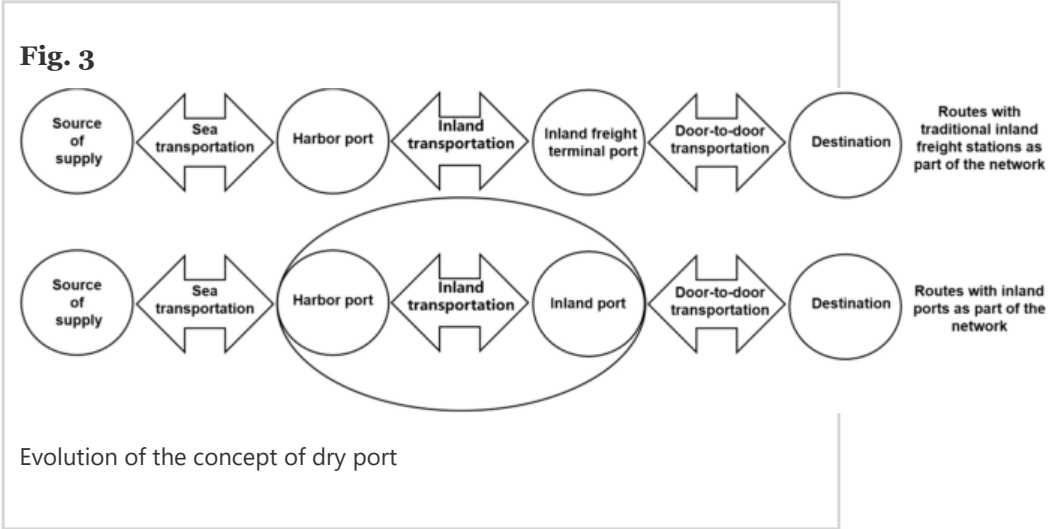 Fig. 3
Source
of
supply
Sea
transportation
Harbor port
Inland
transportation
Inland freight
terminal port
Door-to-door
transportation
Destination
Routes with
traditional inland
freight stations as
part of the network
Source
of
supply
Sea
transportation
Harbor port
Inland
transportation
Inland port
Door-to-door
transportation
Destination
Routes with inland
ports as part of the
network
Evolution of the concept of dry port